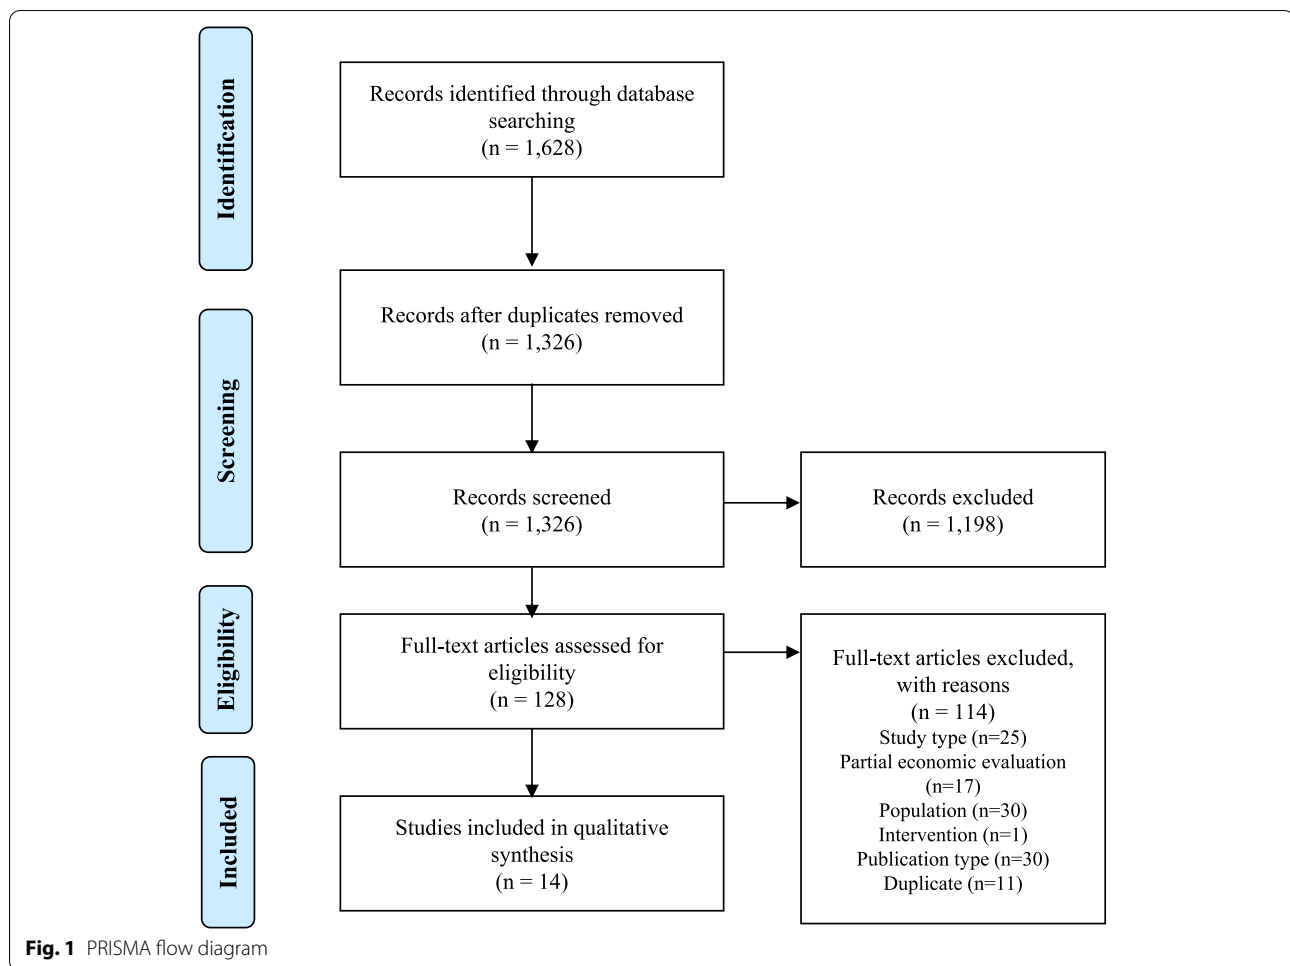 Identification
Records identified through database
searching
(n = 1,628)
Screening
Records after duplicates removed
(n = 1,326)
Records screened
(n = 1,326)
Records excluded
(n = 1,198)
Eligibility
Full-text articles assessed for
eligibility
(n = 128)
Full-text articles excluded,
with reasons
(n = 114)
Study type (n=25)
Partial economic evaluation
(n=17)
Population (n=30)
Intervention (n=1)
Publication type (n=30)
Duplicate (n=11)
Included
Studies included in qualitative
synthesis
(n = 14)
Fig. 1 PRISMA flow diagram